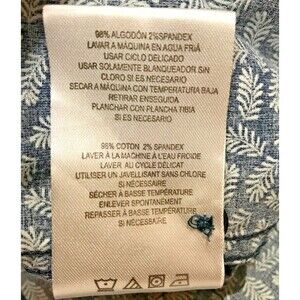 98% ALGODÓN 2%SPANDEX
LAVAR A MÁQUINA EN AGUA FRIÁ
USAR CICLO DELICADO
USAR SOLAMENTE BLANQUEADOR SIN
CLORO SI ES NECESARIO
SECAR A MÁQUINA CON TEMPERATURA BAJA
RETIRAR ENSEGUIDA
PLANCHAR CON PLANCHA TIBIA
SI ES NECESARIO
98% COTON 2% SPANDEX
LAVER À LA MACHINE À L'EAU FROIDE
LAVER AU CYCLE DÉLICAT
UTILISER UN JAVELLISANT SANS CHLORE
SI NÉCESSAIRE
SÉCHER À BASSE TEMPÉRATURE
ENLEVER SPONTANÉMENT
REPASSER À BASSE TEMPÉRATURE
SI NÉCESSAIRE